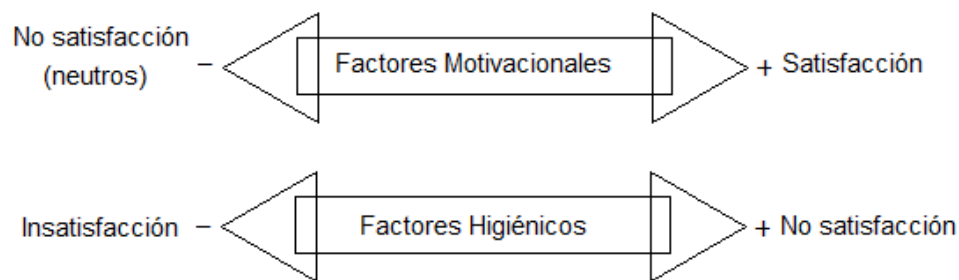 No satisfacción
(neutros)
–
Factores Motivacionales
+ Satisfacción
Insatisfacción –
Factores Higiénicos
+ No satisfacción